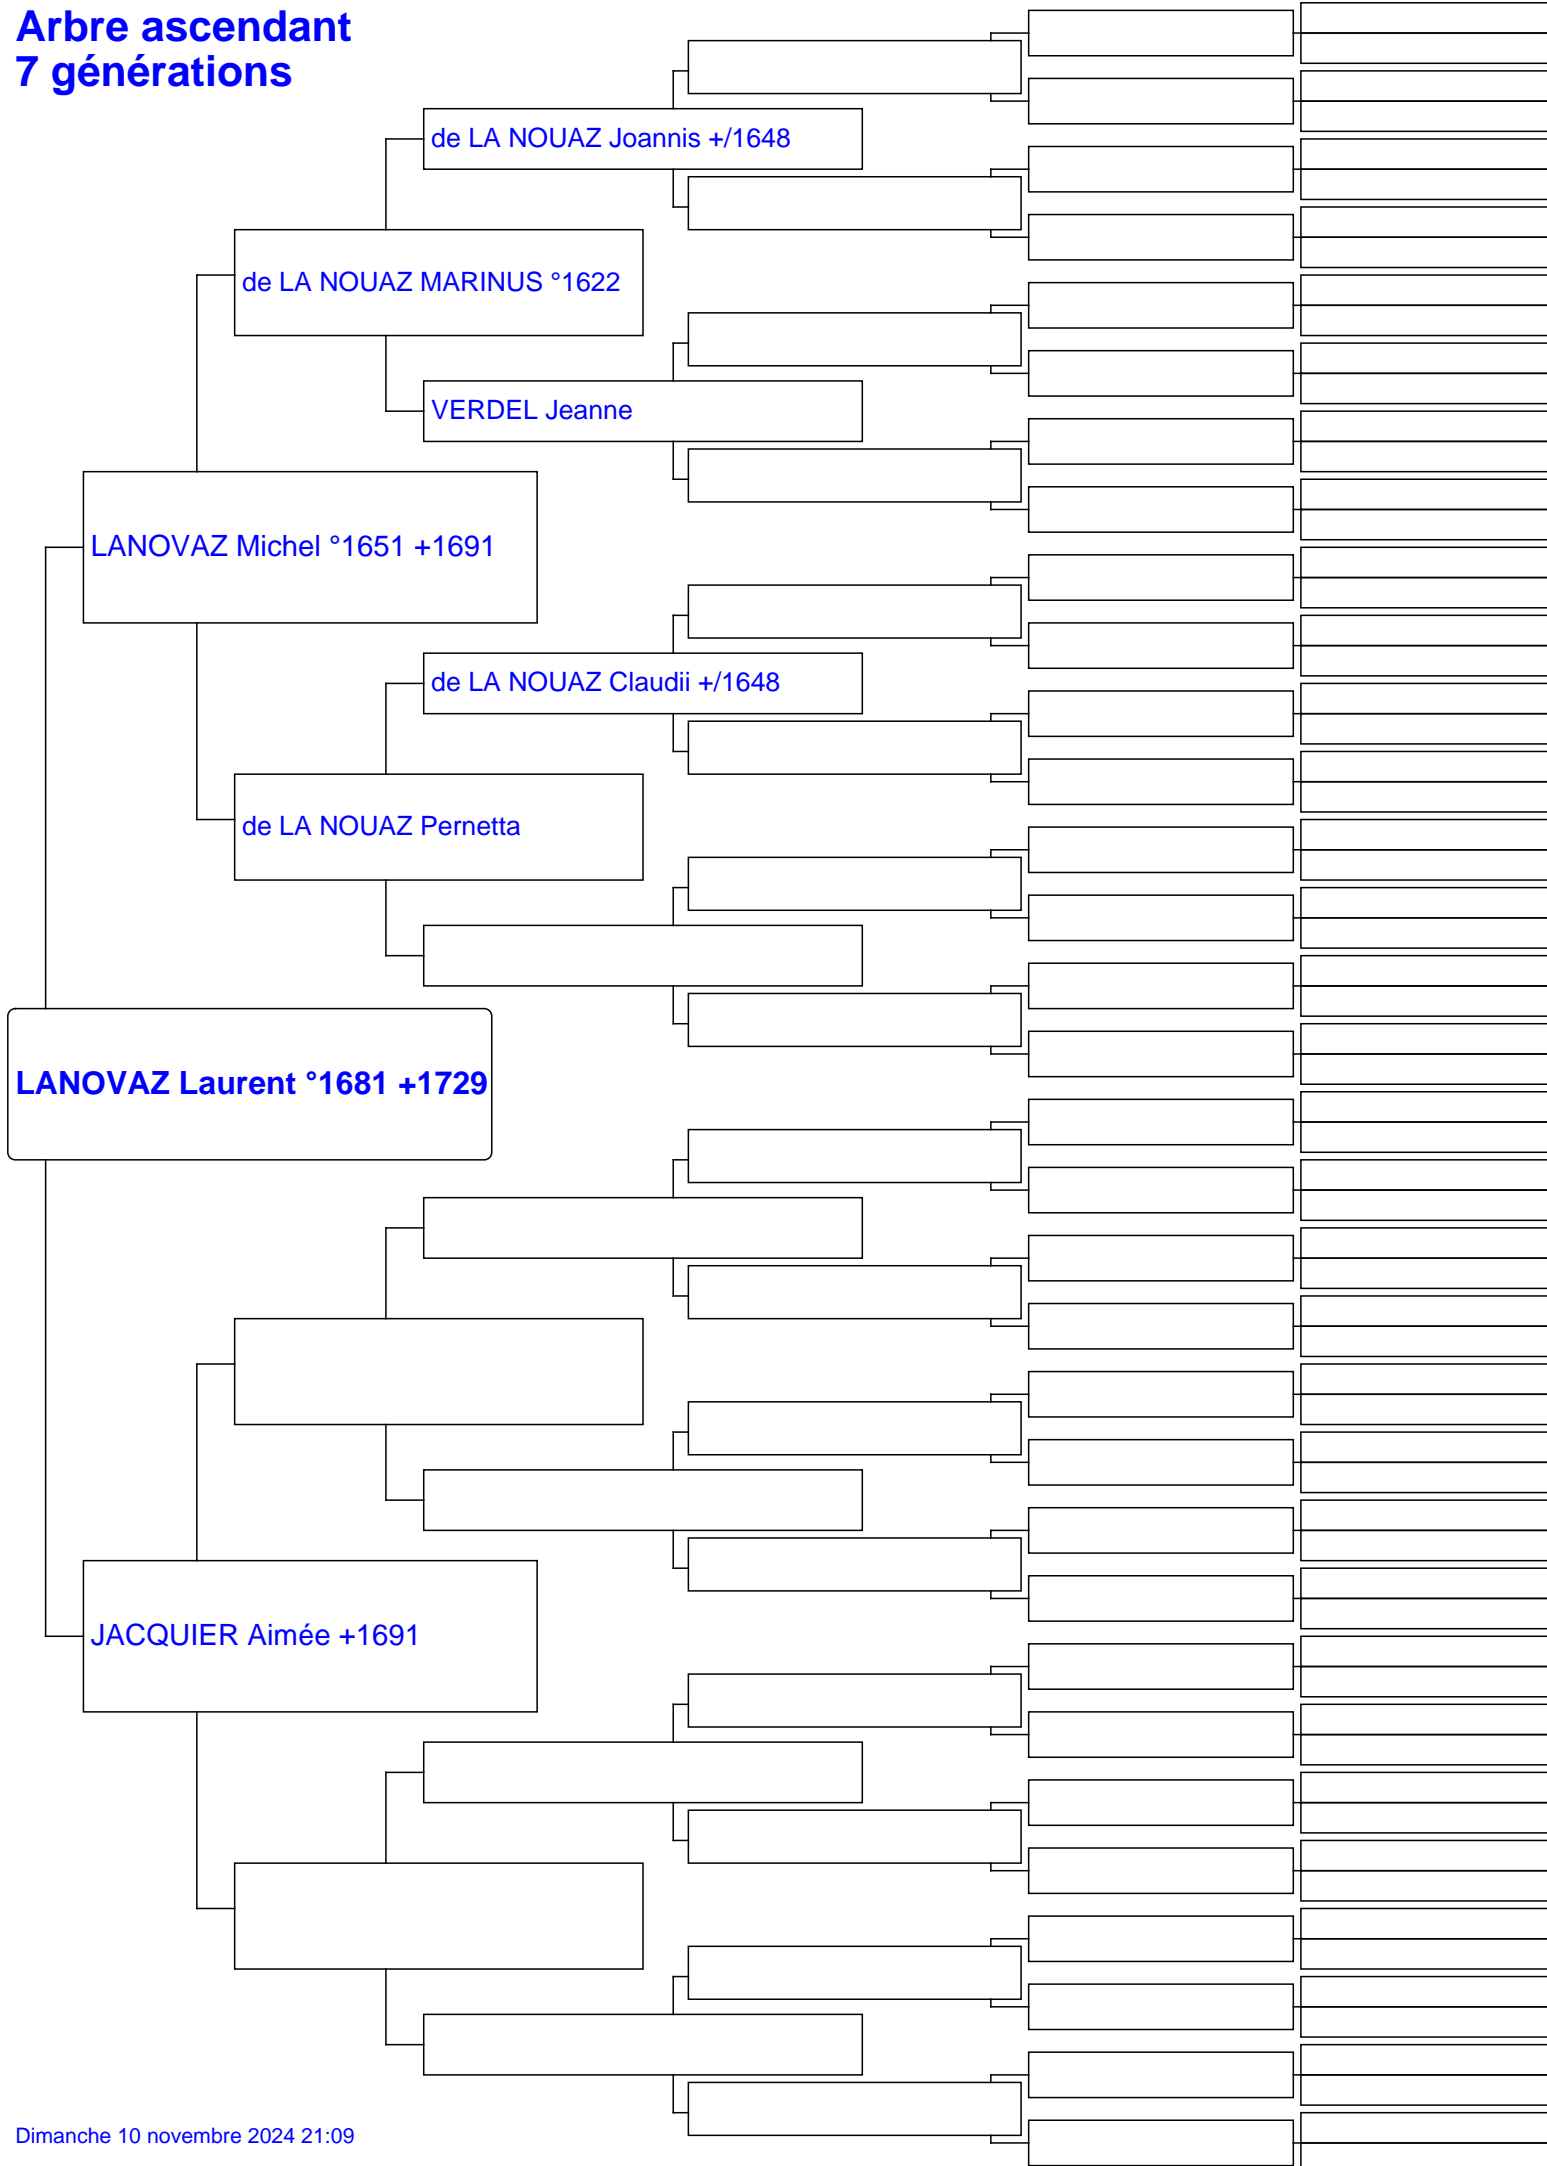 Arbre ascendant
7 générations
de LA NOUAZ Joannis +/1648
de LA NOUAZ MARINUS °1622
VERDEL Jeanne
LANOVAZ Michel °1651 +1691
de LA NOUAZ Claudii +/1648
de LA NOUAZ Pernetta
LANOVAZ Laurent °1681 +1729
JACQUIER Aimée +1691
Dimanche 10 novembre 2024 21:09